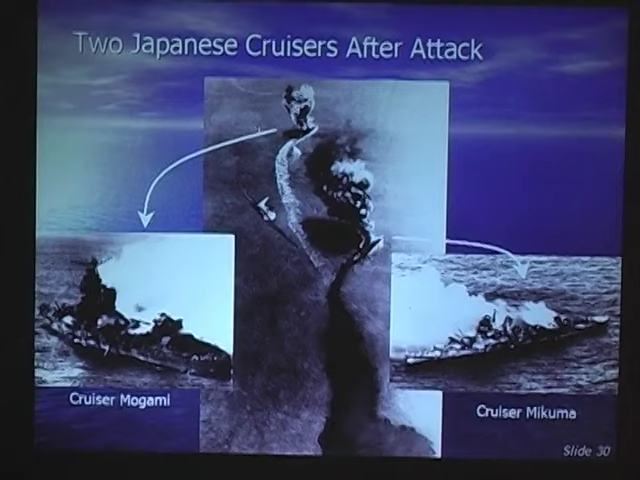 Two Japanese Cruisers After Attack
Cruiser Mogami
Cruiser Mikuma
Slide 30